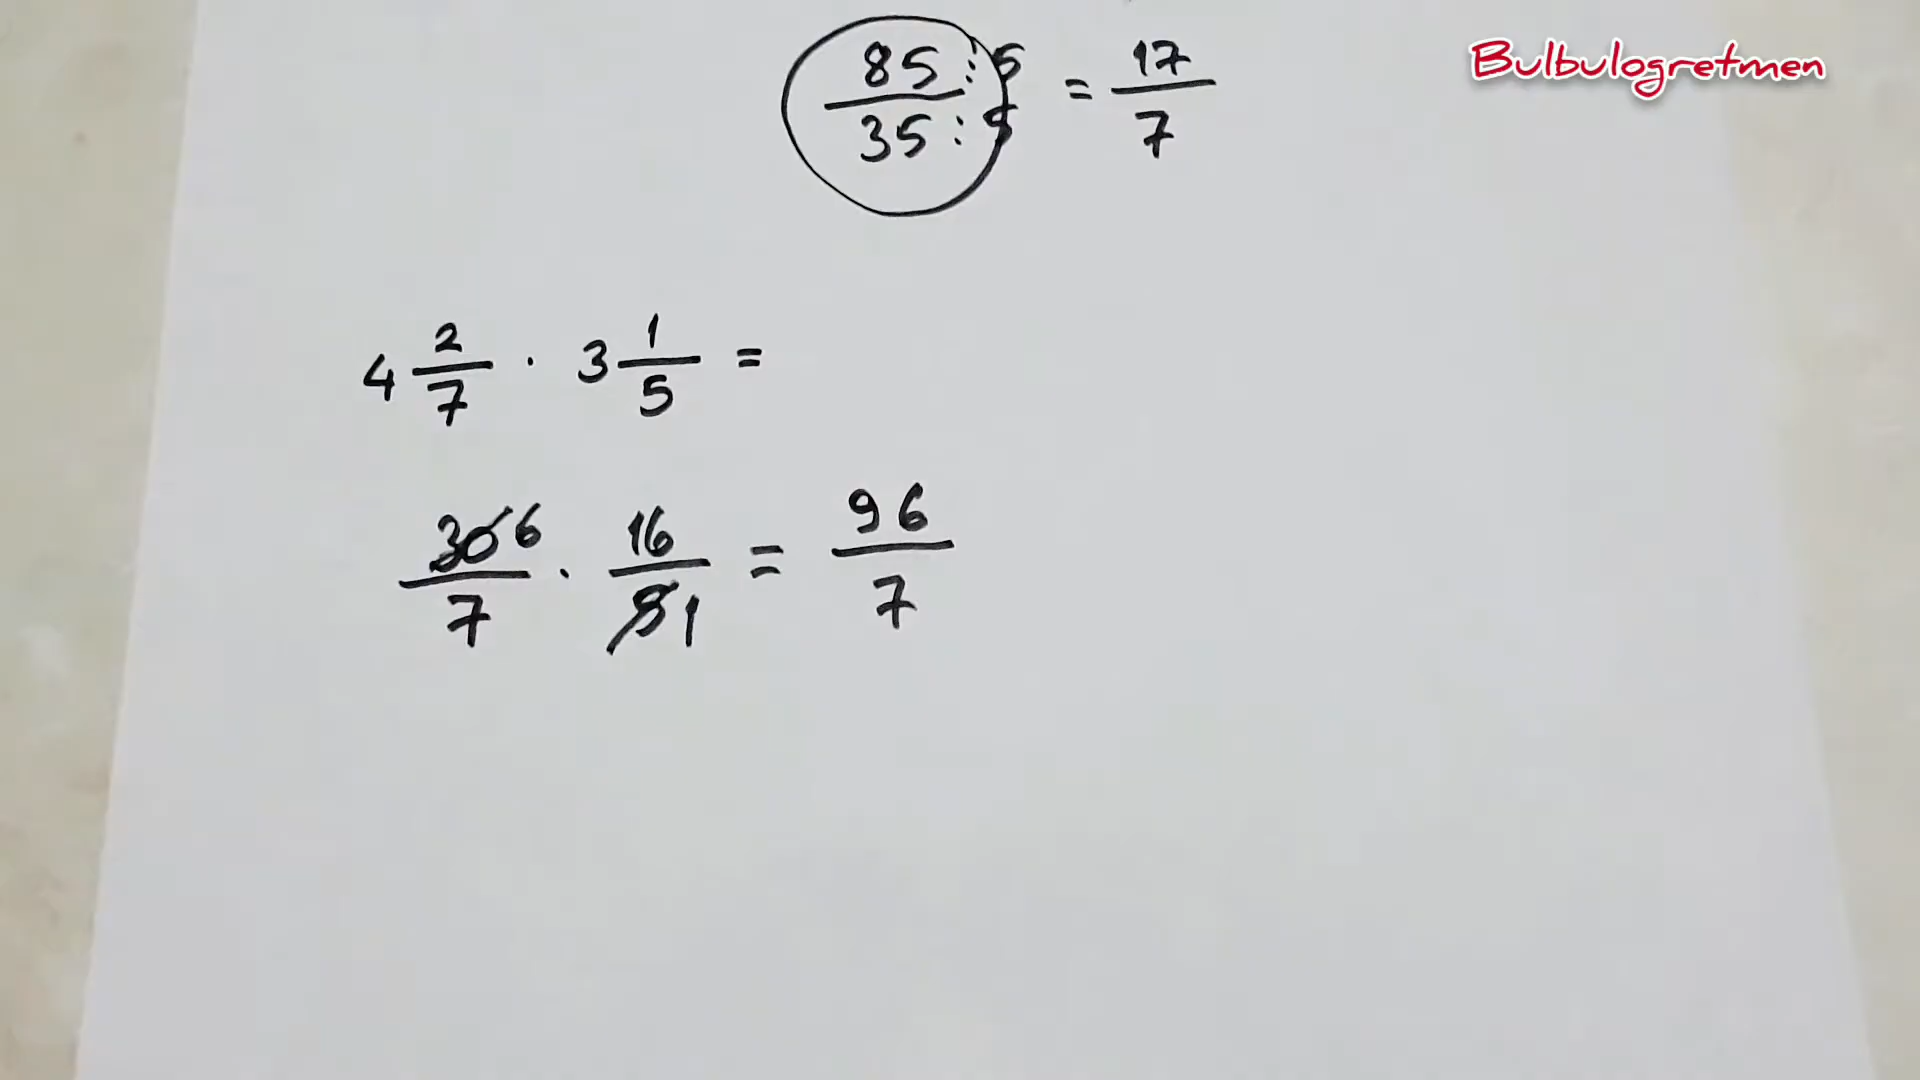 Bulbulogretmen
85 : 5 / 35 : 5 = 17 / 7
4 2/7 · 3 1/5 =
30 6 / 7 · 16 / 5 1 = 96 / 7